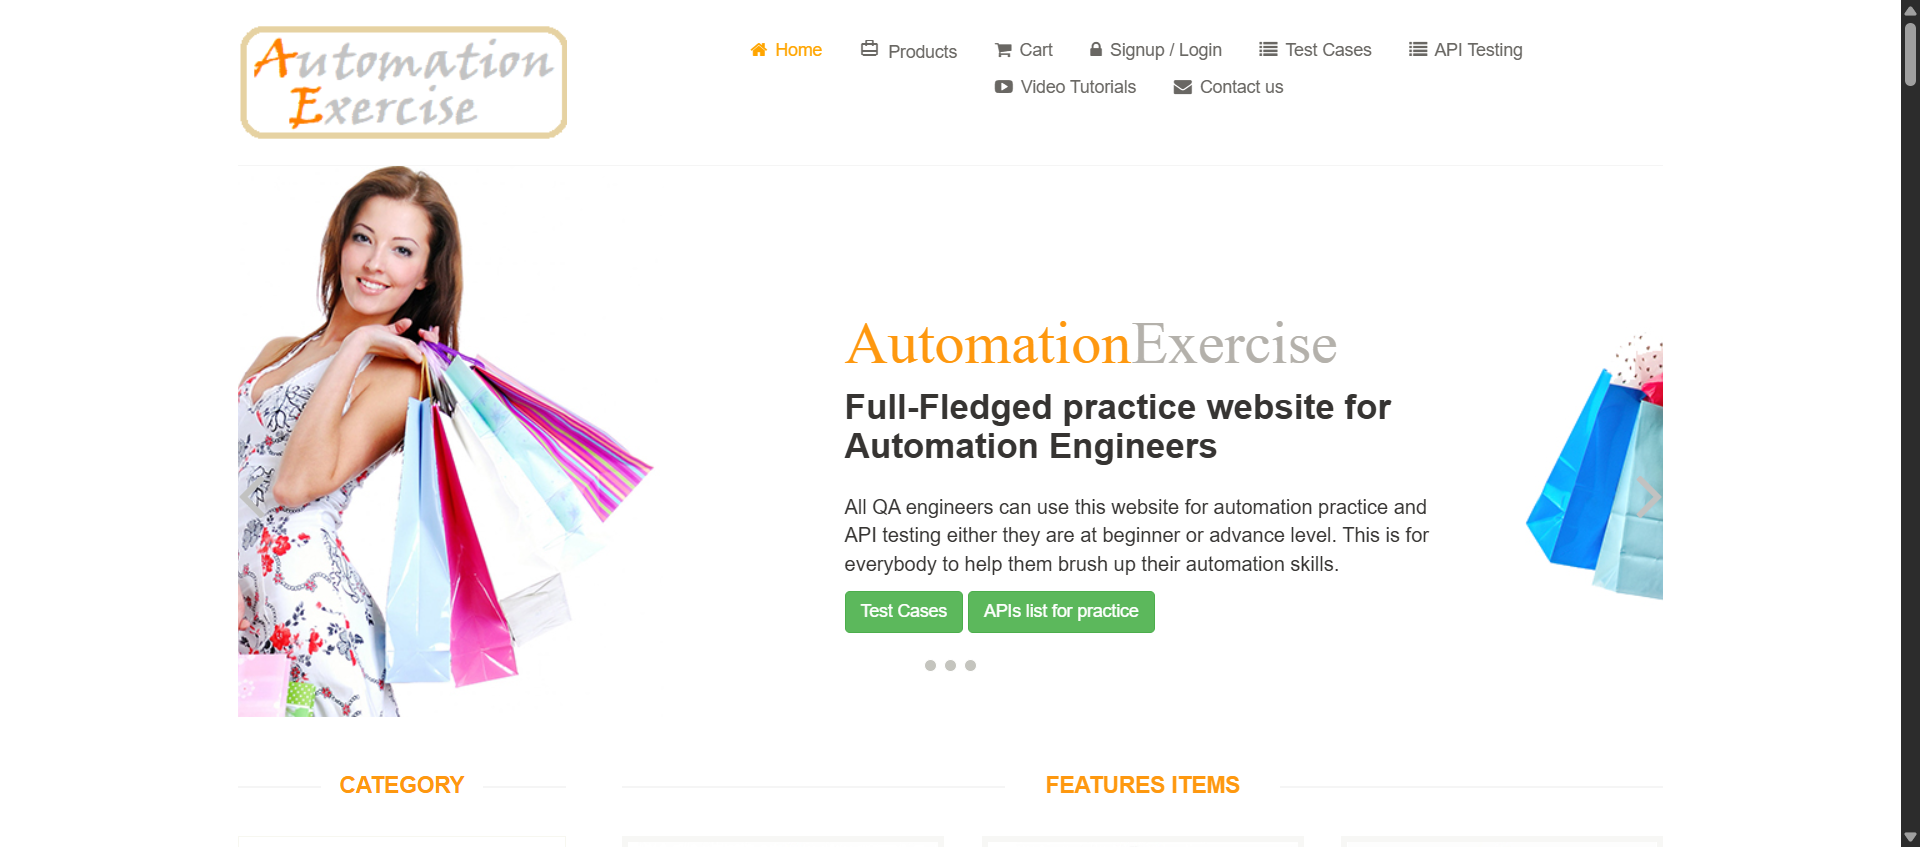 Automation
Exercise
Home Products Cart Signup / Login Test Cases API Testing
Video Tutorials Contact us
AutomationExercise
Full-Fledged practice website for
Automation Engineers
All QA engineers can use this website for automation practice and
API testing either they are at beginner or advance level. This is for
everybody to help them brush up their automation skills.
Test Cases APIs list for practice
CATEGORY FEATURES ITEMS